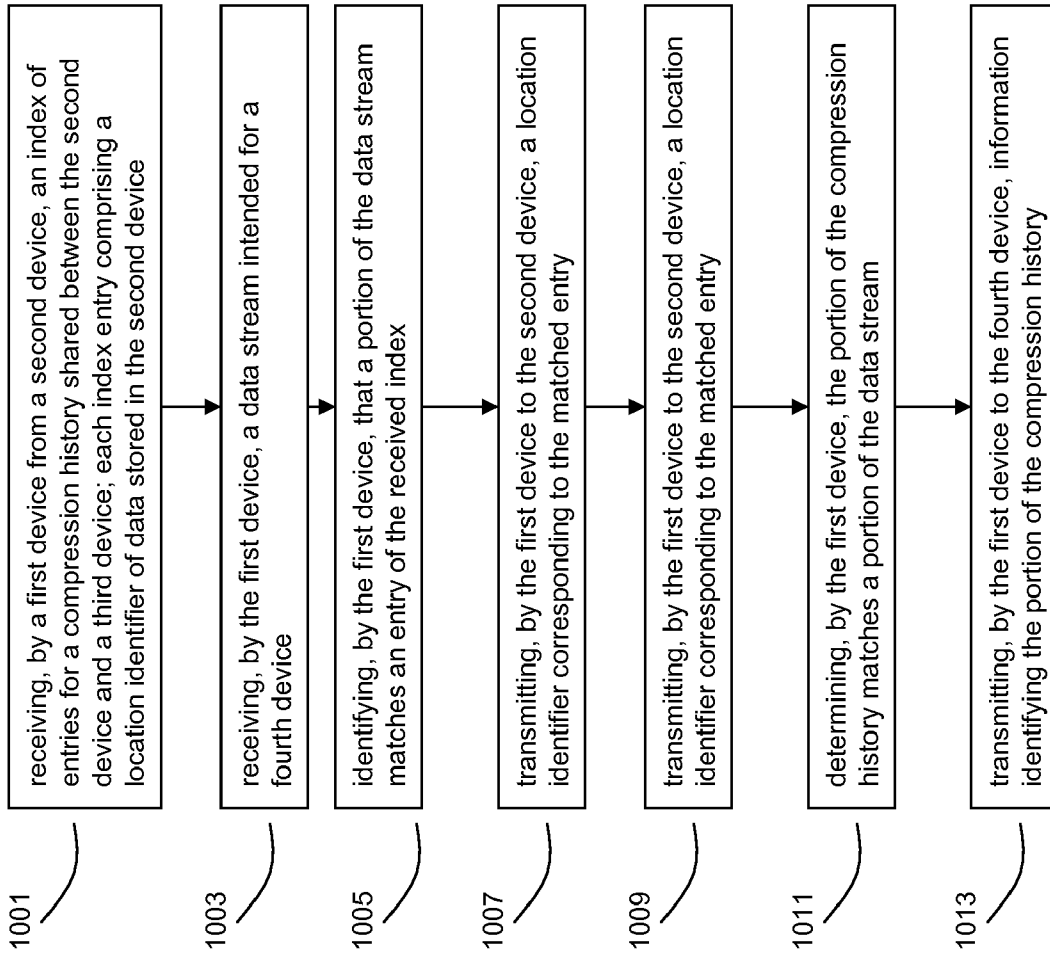 1001
receiving, by a first device from a second device, an index of
entries for a compression history shared between the second
device and a third device; each index entry comprising a
location identifier of data stored in the second device
1003
receiving, by the first device, a data stream intended for a
fourth device
1005
identifying, by the first device, that a portion of the data stream
matches an entry of the received index
1007
transmitting, by the first device to the second device, a location
identifier corresponding to the matched entry
1009
transmitting, by the first device to the second device, a location
identifier corresponding to the matched entry
1011
determining, by the first device, the portion of the compression
history matches a portion of the data stream
1013
transmitting, by the first device to the fourth device, information
identifying the portion of the compression history